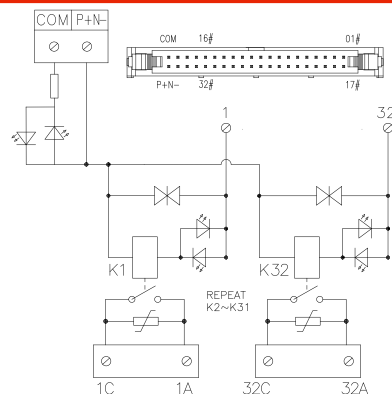 COM P+N-
COM 16# 01#
P+N- 32# 17#
1 32
K1 K32
REPEAT
K2~K31
1C 1A 32C 32A